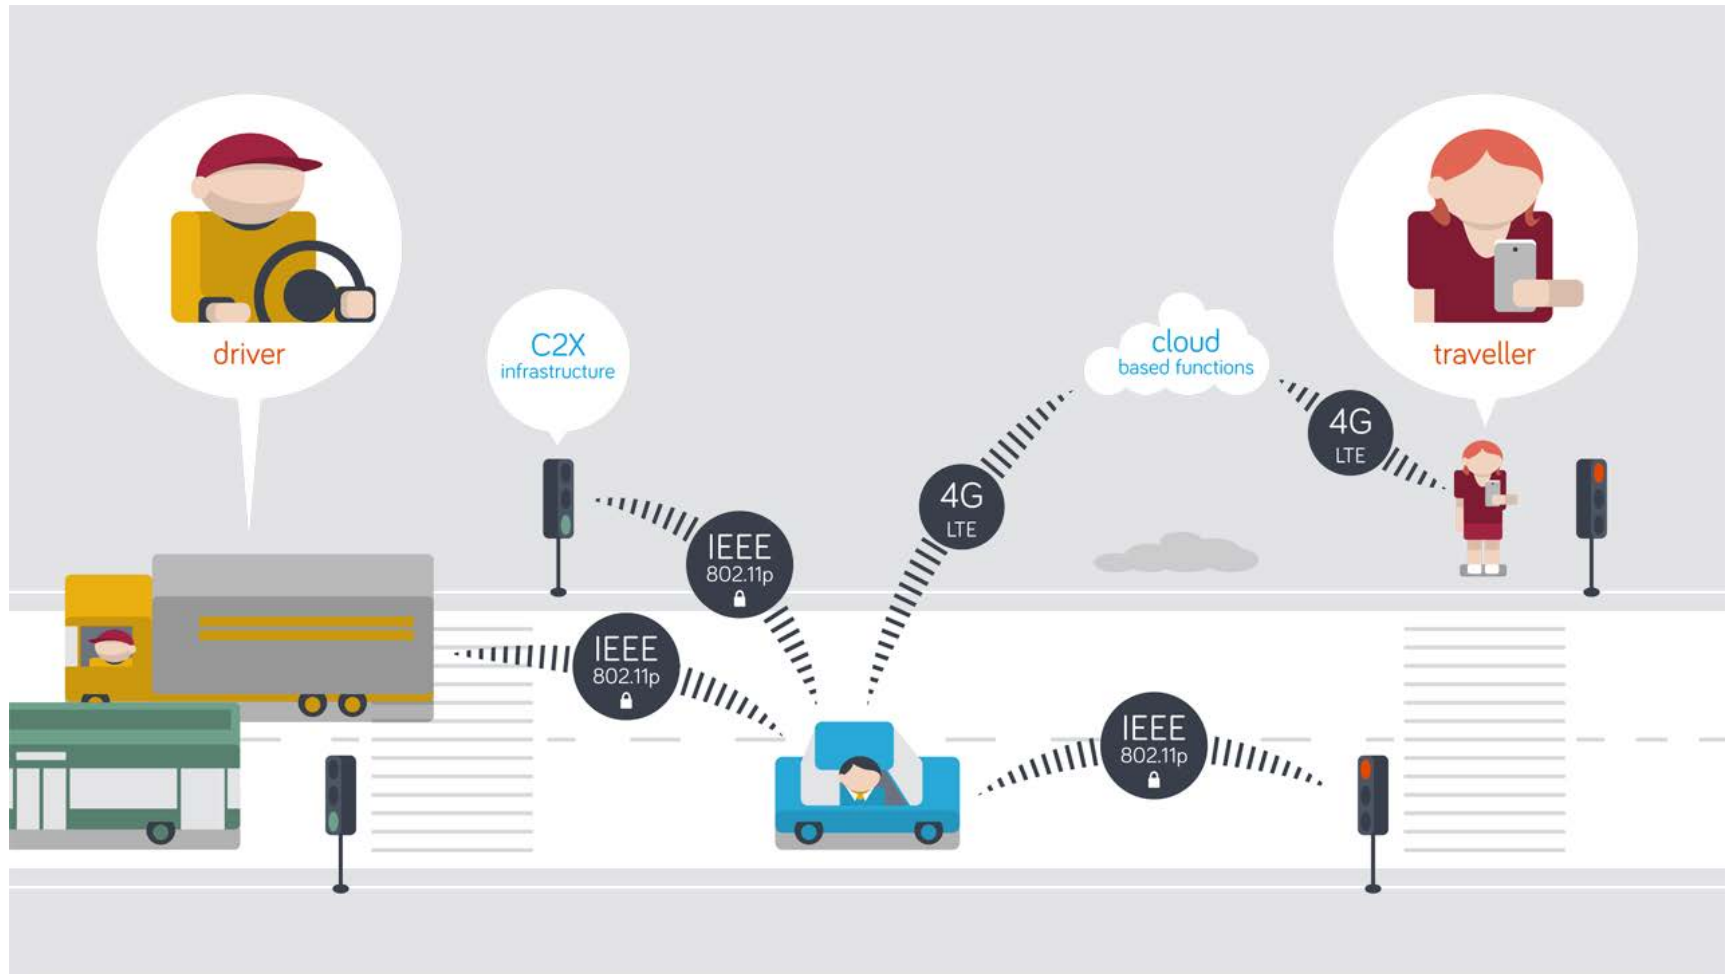 driver
C2X
infrastructure
cloud
based functions
traveller
4G
LTE
4G
LTE
IEEE
802.11p
IEEE
802.11p
IEEE
802.11p